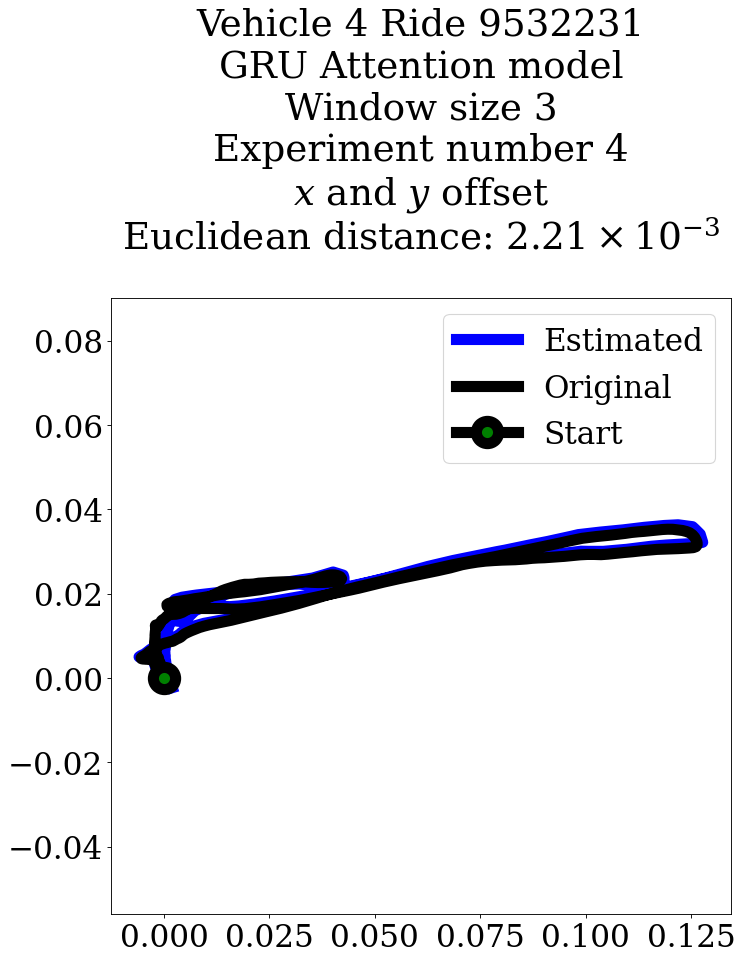 Vehicle 4 Ride 9532231
GRU Attention model
Window size 3
Experiment number 4
x and y offset
Euclidean distance: 2.21 × 10⁻³
Estimated
Original
Start
0.08
0.06
0.04
0.02
0.00
−0.02
−0.04
0.000 0.025 0.050 0.075 0.100 0.125